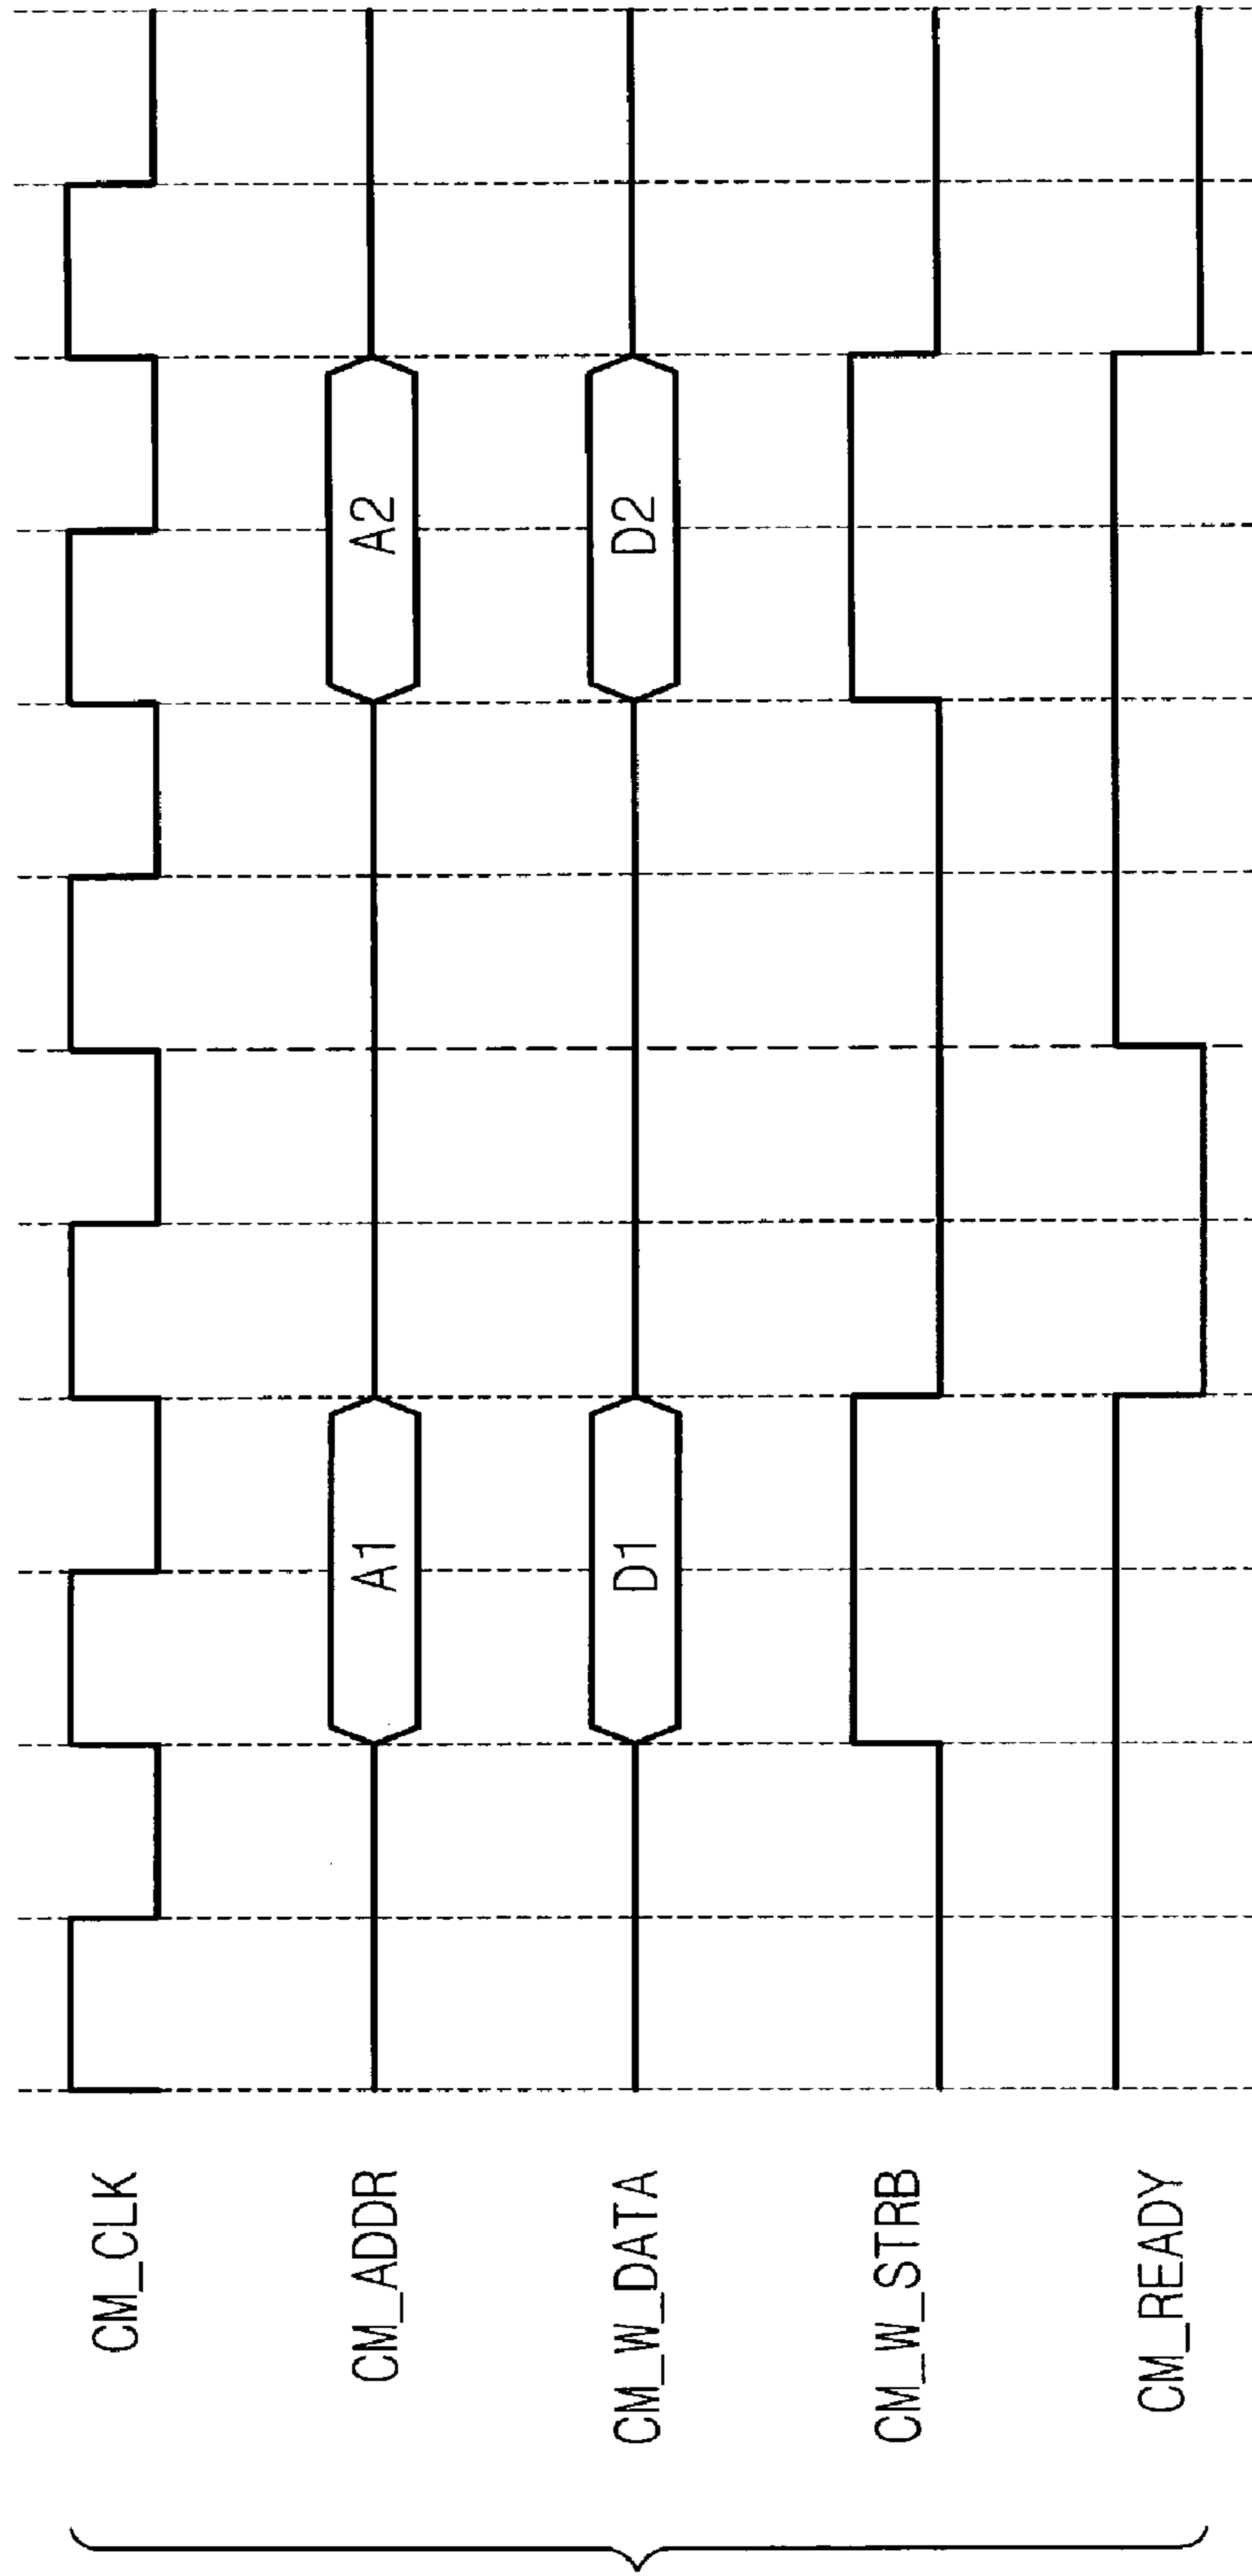 CM_CLK
CM_ADDR A1 A2
CM_W_DATA D1 D2
CM_W_STRB
CM_READY